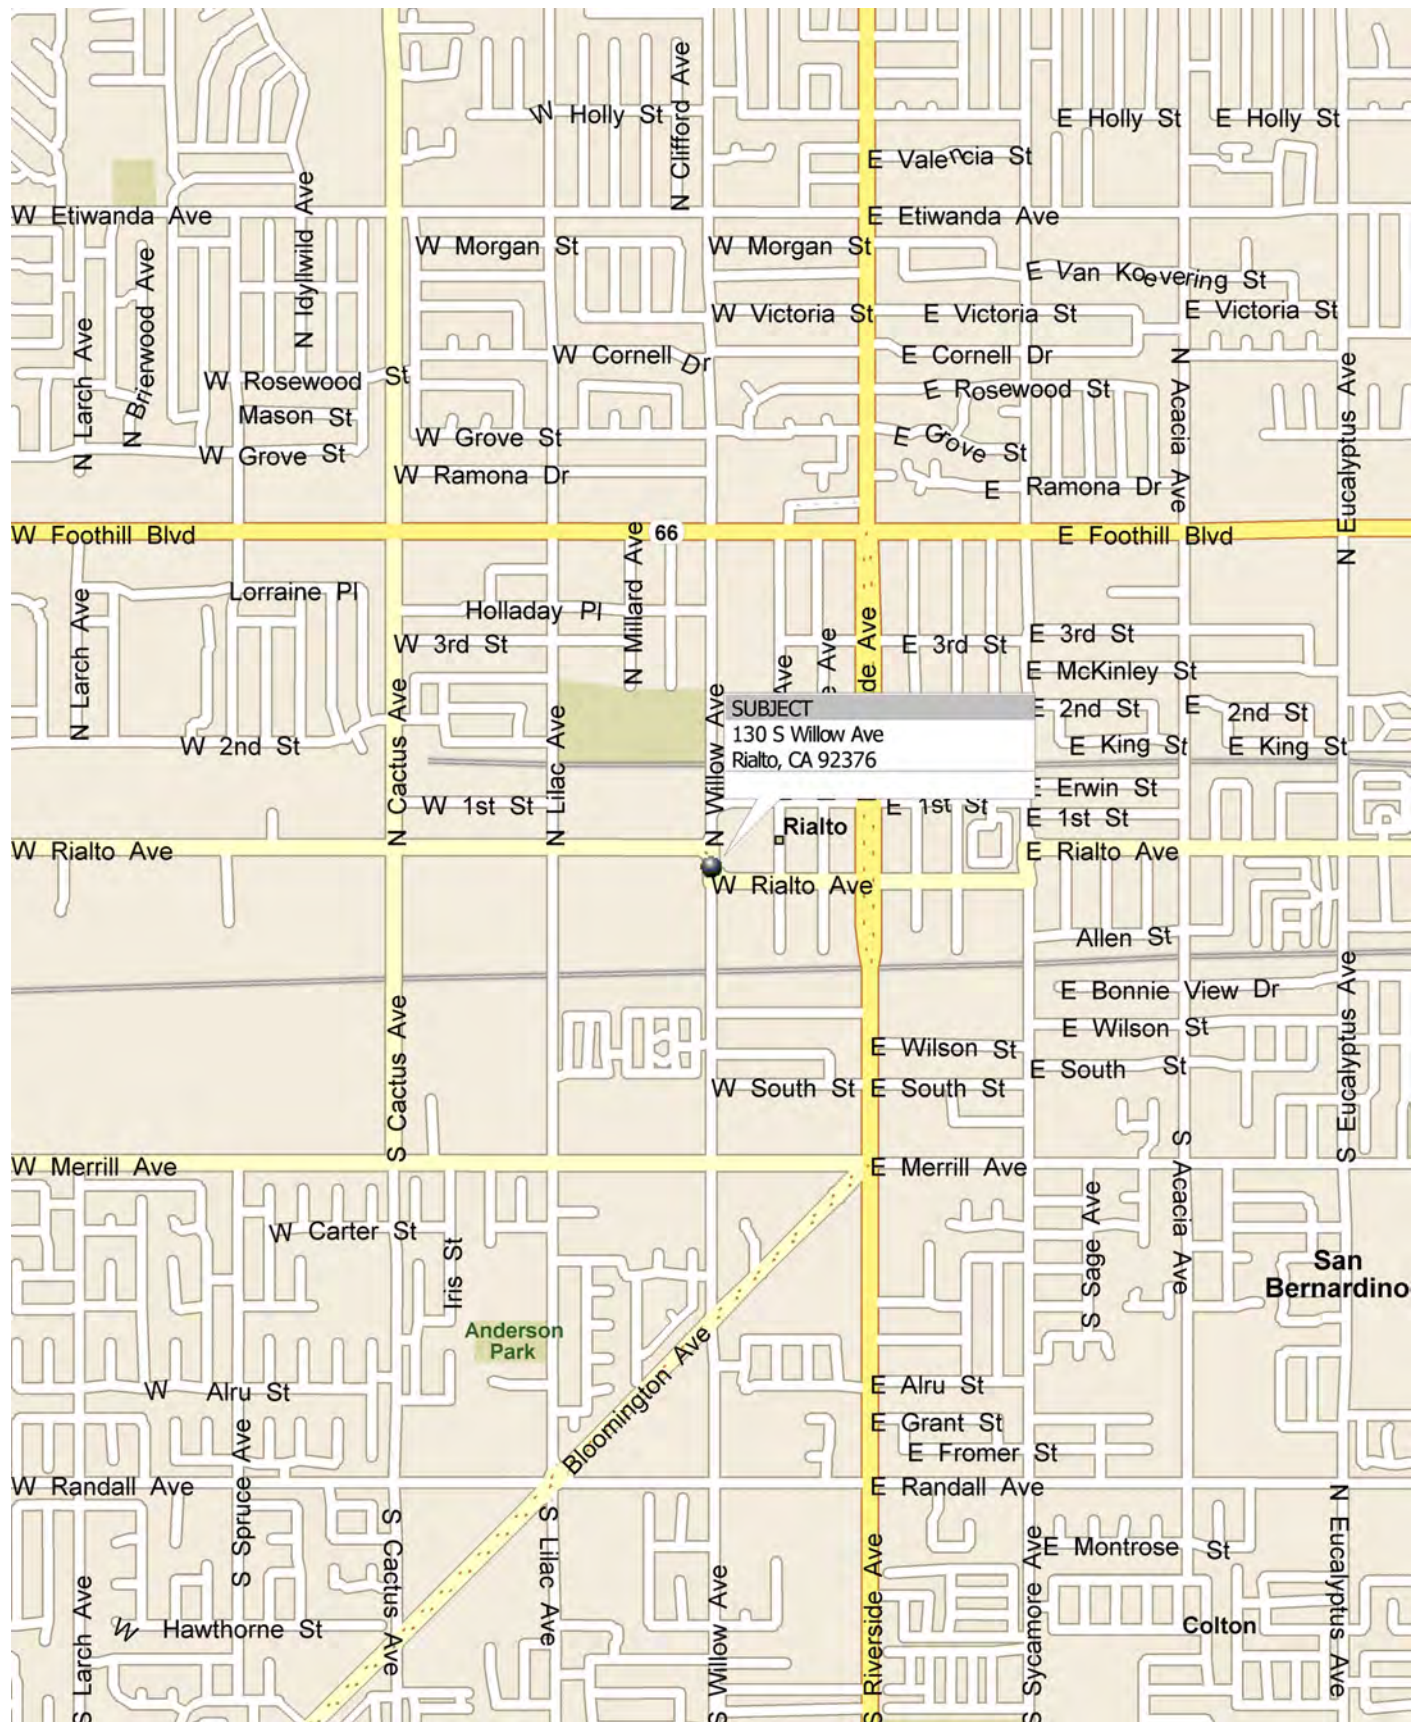 N Clifford Ave
W Holly St
E Holly St
E Holly St
E Valencia St
W Etiwanda Ave
N Idyllwild Ave
E Etiwanda Ave
W Morgan St
W Morgan St
N Brierwood Ave
E Van Koevering St
W Victoria St
E Victoria St
E Victoria St
N Larch Ave
W Cornell Dr
E Cornell Dr
W Rosewood St
E Rosewood St
N Acacia Ave
N Eucalyptus Ave
Mason St
W Grove St
W Grove St
E Grove St
W Ramona Dr
E Ramona Dr
W Foothill Blvd
66
E Foothill Blvd
N Millard Ave
Lorraine Pl
Holladay Pl
N Larch Ave
W 3rd St
E 3rd St
E 3rd St
Ave
e Ave
de Ave
E McKinley St
N Cactus Ave
N Lilac Ave
N Willow Ave
SUBJECT
130 S Willow Ave
Rialto, CA 92376
E 2nd St
E 2nd St
W 2nd St
E King St
E King St
E Erwin St
W 1st St
E 1st St
E 1st St
Rialto
W Rialto Ave
W Rialto Ave
E Rialto Ave
Allen St
E Bonnie View Dr
S Cactus Ave
S Eucalyptus Ave
E Wilson St
E Wilson St
E South St
W South St
E South St
W Merrill Ave
E Merrill Ave
S Acacia Ave
S Sage Ave
W Carter St
Iris St
San
Bernardino
Anderson
Park
Bloomington Ave
W Alru St
E Alru St
E Grant St
E Fromer St
S Spruce Ave
W Randall Ave
E Randall Ave
S Cactus Ave
S Lilac Ave
S Willow Ave
S Riverside Ave
S Sycamore Ave
N Eucalyptus Ave
E Montrose St
S Larch Ave
W Hawthorne St
Colton